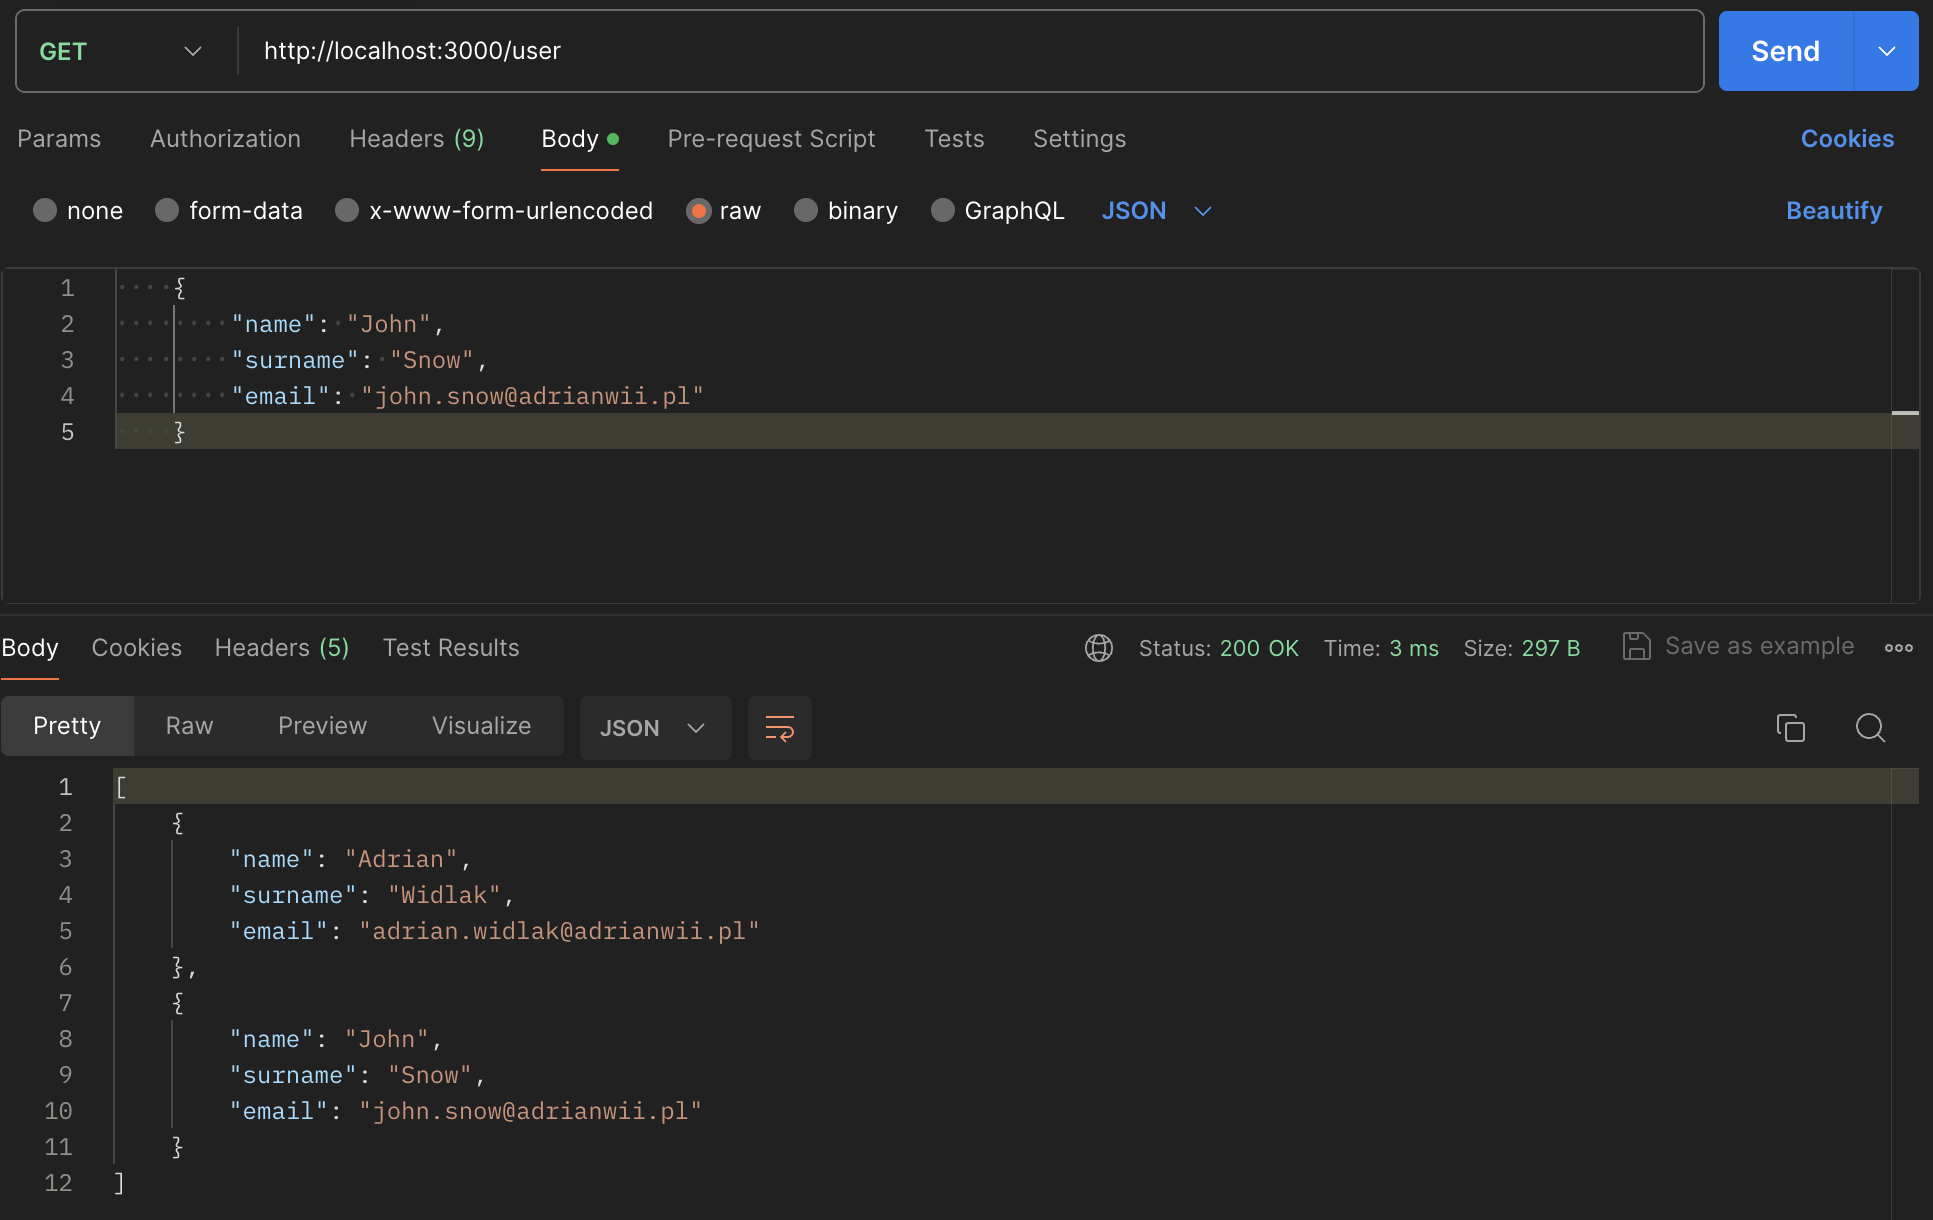 GET http://localhost:3000/user Send
Params Authorization Headers (9) Body Pre-request Script Tests Settings Cookies
none form-data x-www-form-urlencoded raw binary GraphQL JSON Beautify
1 {
2 "name": "John",
3 "surname": "Snow",
4 "email": "john.snow@adrianwii.pl"
5 }
Body Cookies Headers (5) Test Results Status: 200 OK Time: 3 ms Size: 297 B Save as example
Pretty Raw Preview Visualize JSON
1 [
2 {
3 "name": "Adrian",
4 "surname": "Widlak",
5 "email": "adrian.widlak@adrianwii.pl"
6 },
7 {
8 "name": "John",
9 "surname": "Snow",
10 "email": "john.snow@adrianwii.pl"
11 }
12 ]